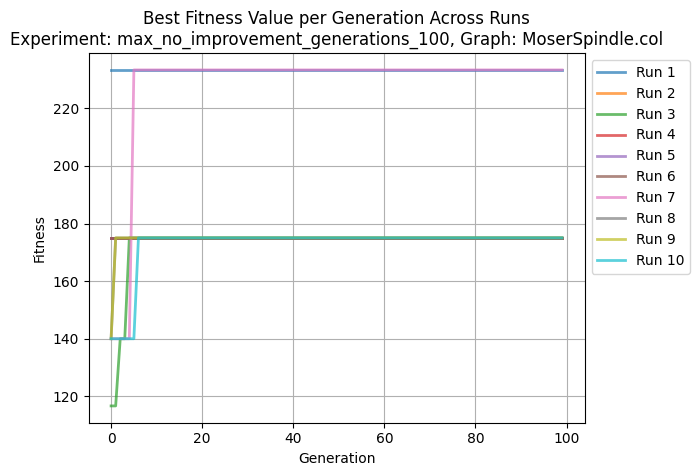 Best Fitness Value per Generation Across Runs
Experiment: max_no_improvement_generations_100, Graph: MoserSpindle.col
Fitness
220
200
180
160
140
120
0
20
40
60
80
100
Generation
Run 1
Run 2
Run 3
Run 4
Run 5
Run 6
Run 7
Run 8
Run 9
Run 10